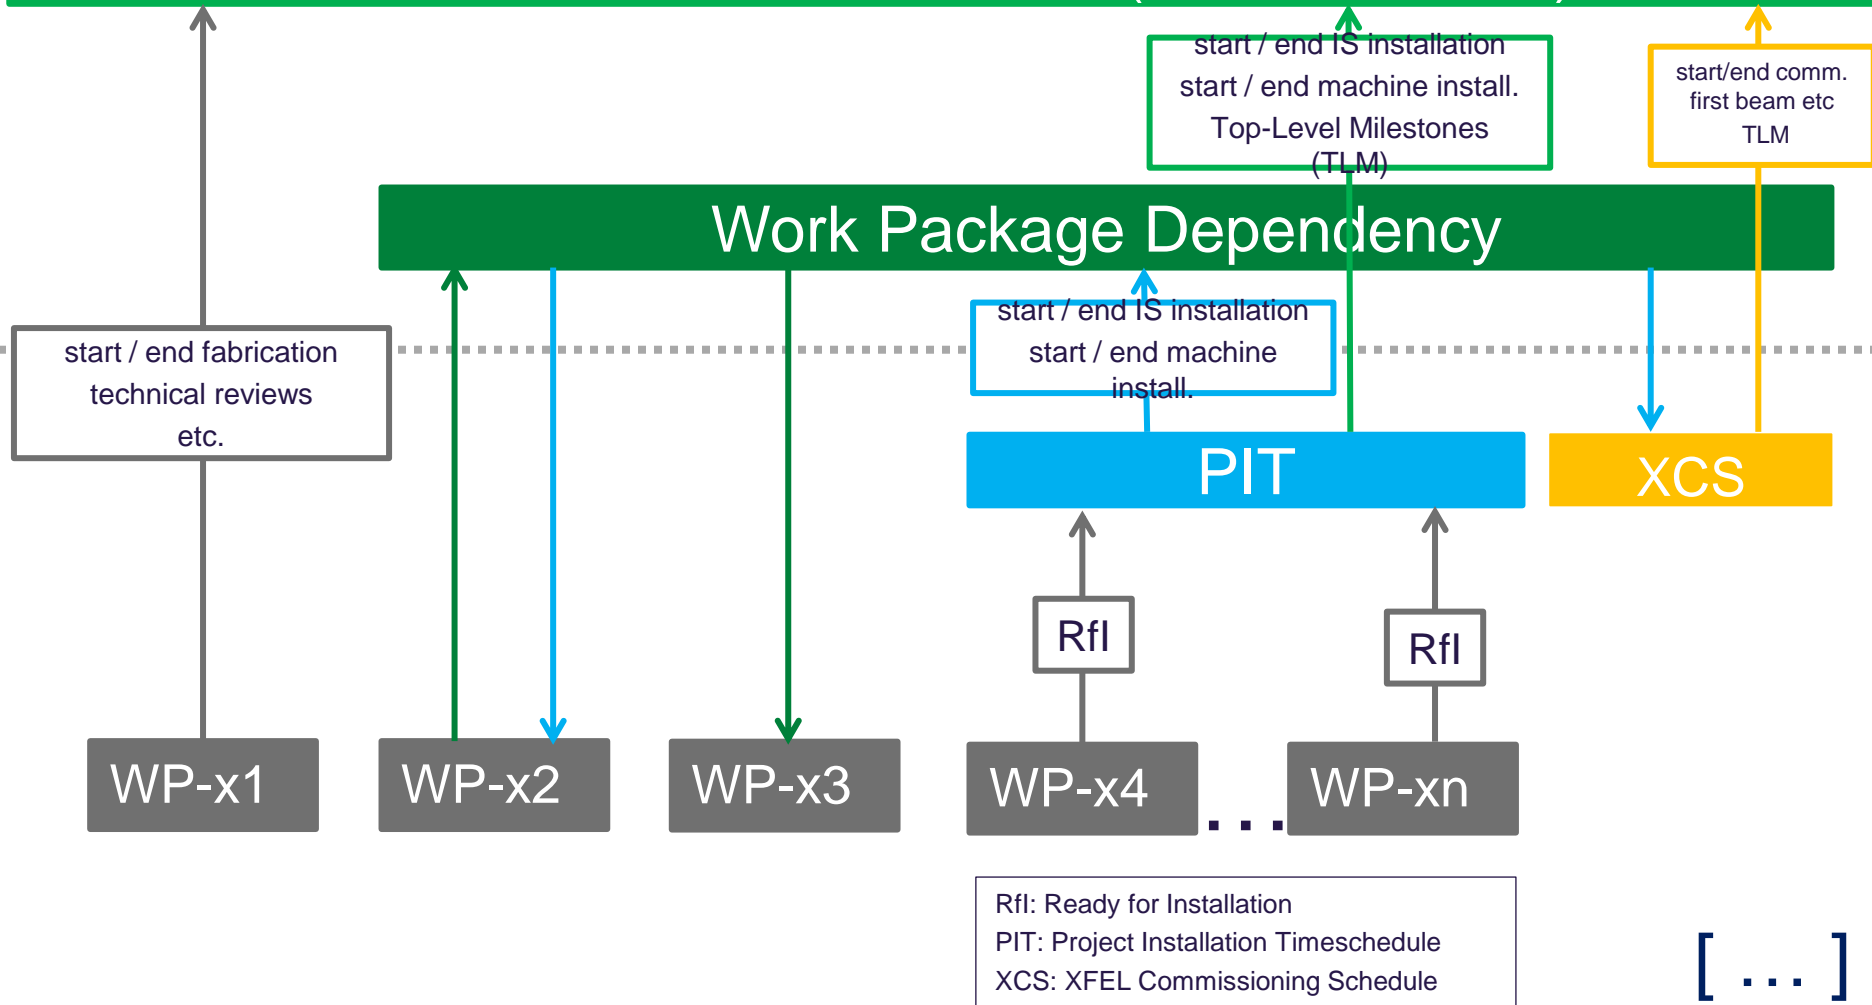 start / end IS installation
start / end machine install.
Top-Level Milestones
(TLM)
start/end comm.
first beam etc
TLM
Work Package Dependency
start / end IS installation
start / end machine
install.
start / end fabrication
technical reviews
etc.
PIT
XCS
RfI
RfI
WP-x1
WP-x2
WP-x3
WP-x4
...
WP-xn
RfI: Ready for Installation
PIT: Project Installation Timeschedule
XCS: XFEL Commissioning Schedule
[ ... ]